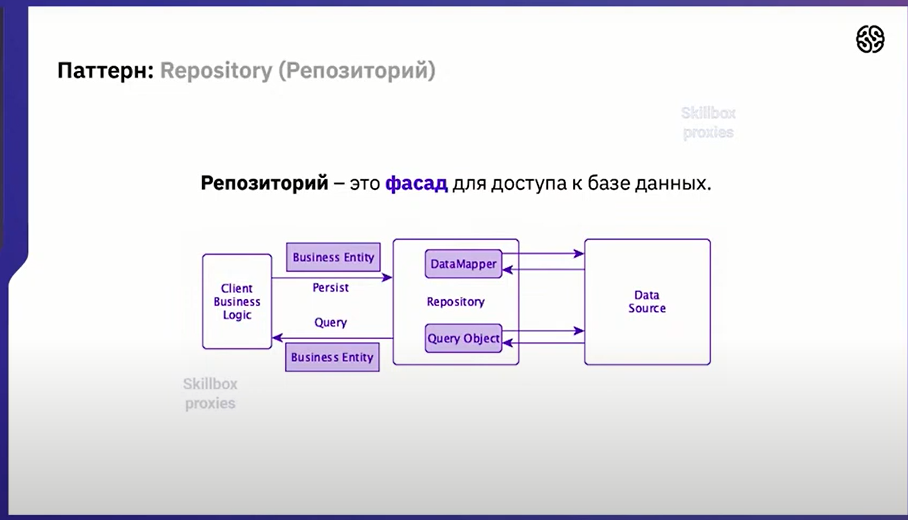 Паттерн: Repository (Репозиторий)
Skillbox
proxies
Репозиторий – это фасад для доступа к базе данных.
Business Entity
DataMapper
Client
Business
Logic
Persist
Repository
Data
Source
Query
Query Object
Business Entity
Skillbox
proxies